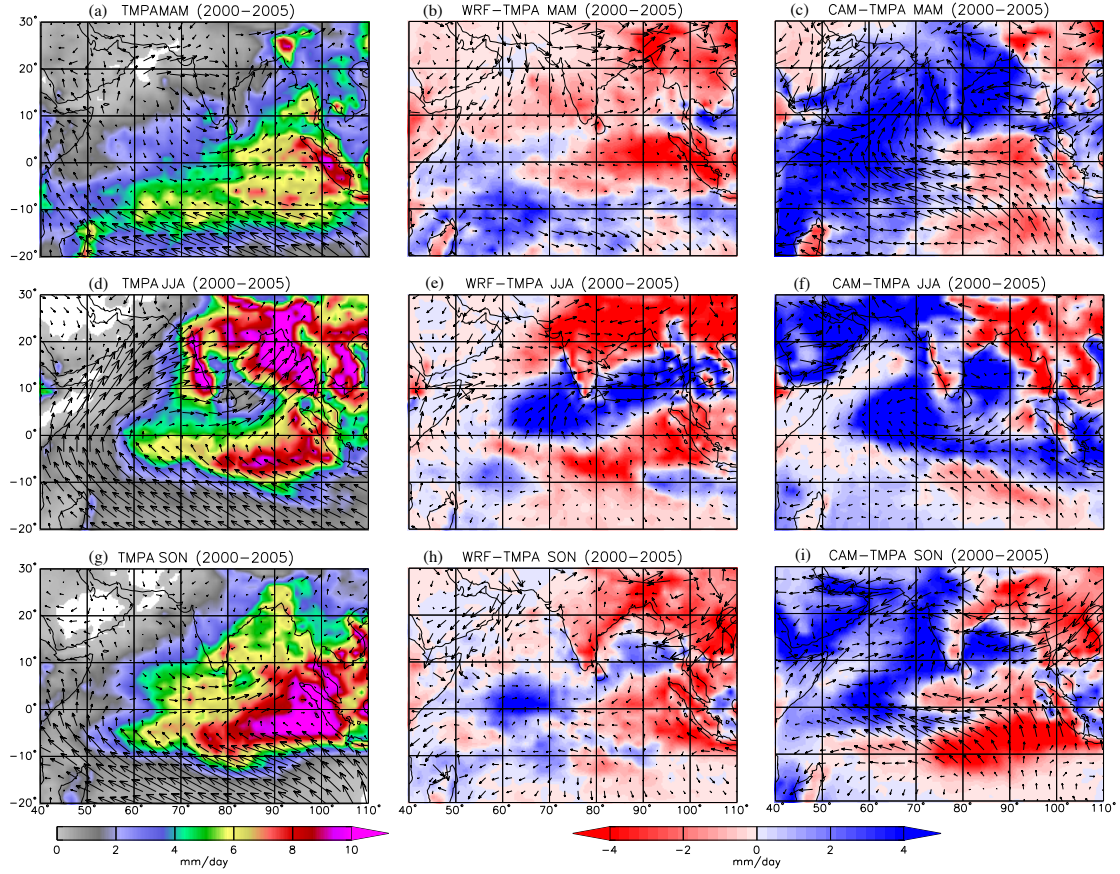 (a) TMPAMAM (2000−2005)
(b) WRF−TMPA MAM (2000−2005)
(c) CAM−TMPA MAM (2000−2005)
30°
20°
10°
0°
−10°
−20°
(d) TMPA JJA (2000−2005)
(e) WRF−TMPA JJA (2000−2005)
(f) CAM−TMPA JJA (2000−2005)
30°
20°
10°
0°
−10°
−20°
(g) TMPA SON (2000−2005)
(h) WRF−TMPA SON (2000−2005)
(i) CAM−TMPA SON (2000−2005)
30°
20°
10°
0°
−10°
−20°
40° 50° 60° 70° 80° 90° 100° 110°
40° 50° 60° 70° 80° 90° 100° 110°
40° 50° 60° 70° 80° 90° 100° 110°
0 2 4 6 8 10
mm/day
−4 −2 0 2 4
mm/day